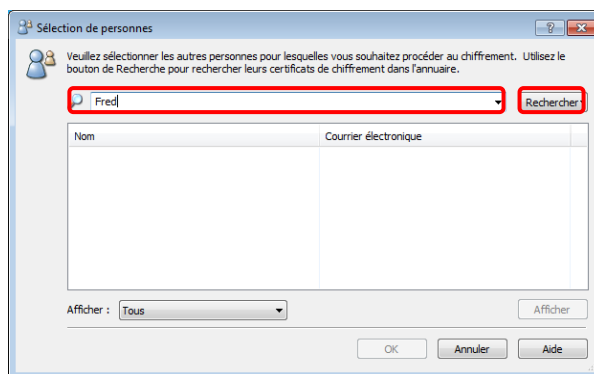 Sélection de personnes
Veuillez sélectionner les autres personnes pour lesquelles vous souhaitez procéder au chiffrement. Utilisez le
bouton de Recherche pour rechercher leurs certificats de chiffrement dans l'annuaire.
Fred
Rechercher
Nom Courrier électronique
Afficher : Tous Afficher
OK Annuler Aide